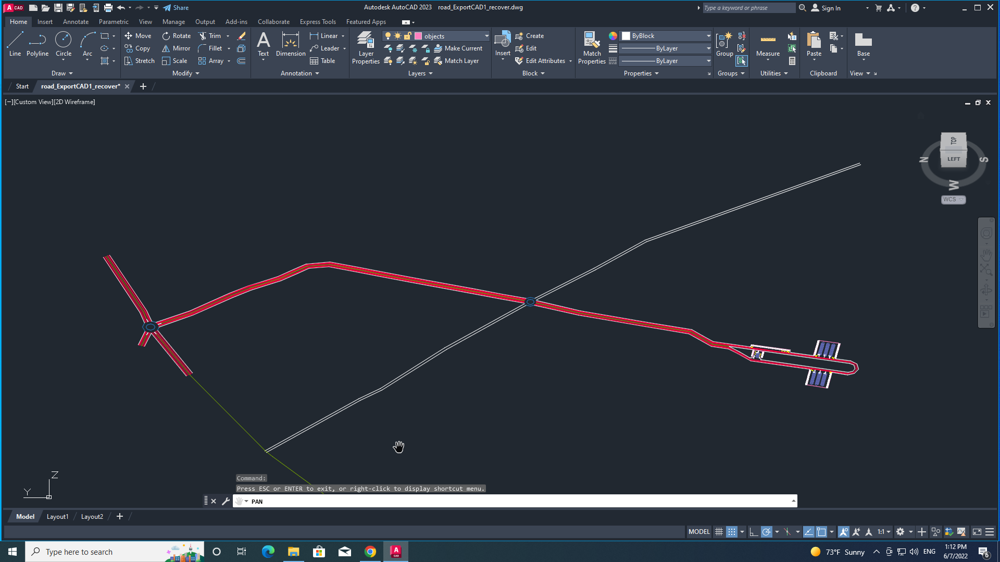 A CAD
Share
Autodesk AutoCAD 2023 road_ExportCAD1_recover.dwg
Type a keyword or phrase
Sign In
Home Insert Annotate Parametric View Manage Output Add-ins Collaborate Express Tools Featured Apps
Line Polyline Circle Arc
Draw
Move Rotate Trim
Copy Mirror Fillet
Stretch Scale Array
Modify
Text Dimension
Linear
Leader
Table
Annotation
Layer Properties
objects
Make Current
Match Layer
Layers
Insert
Create
Edit
Edit Attributes
Block
Match Properties
ByBlock
ByLayer
ByLayer
Properties
Group
Groups
Measure
Utilities
Paste
Clipboard
Base
View
Start road_ExportCAD1_recover*
[−][Custom View][2D Wireframe]
TOP
LEFT
N S
W
WCS
Z
Y
Command:
Press ESC or ENTER to exit, or right-click to display shortcut menu.
PAN
Model Layout1 Layout2
MODEL 1:1
Type here to search
A CAD
73°F Sunny ENG
1:12 PM
6/7/2022
6